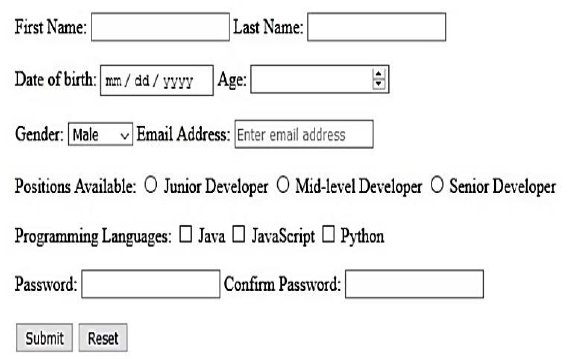 First Name: Last Name:
Date of birth: mm / dd / yyyy Age:
Gender: Male Email Address: Enter email address
Positions Available: Junior Developer Mid-level Developer Senior Developer
Programming Languages: Java JavaScript Python
Password: Confirm Password:
Submit Reset